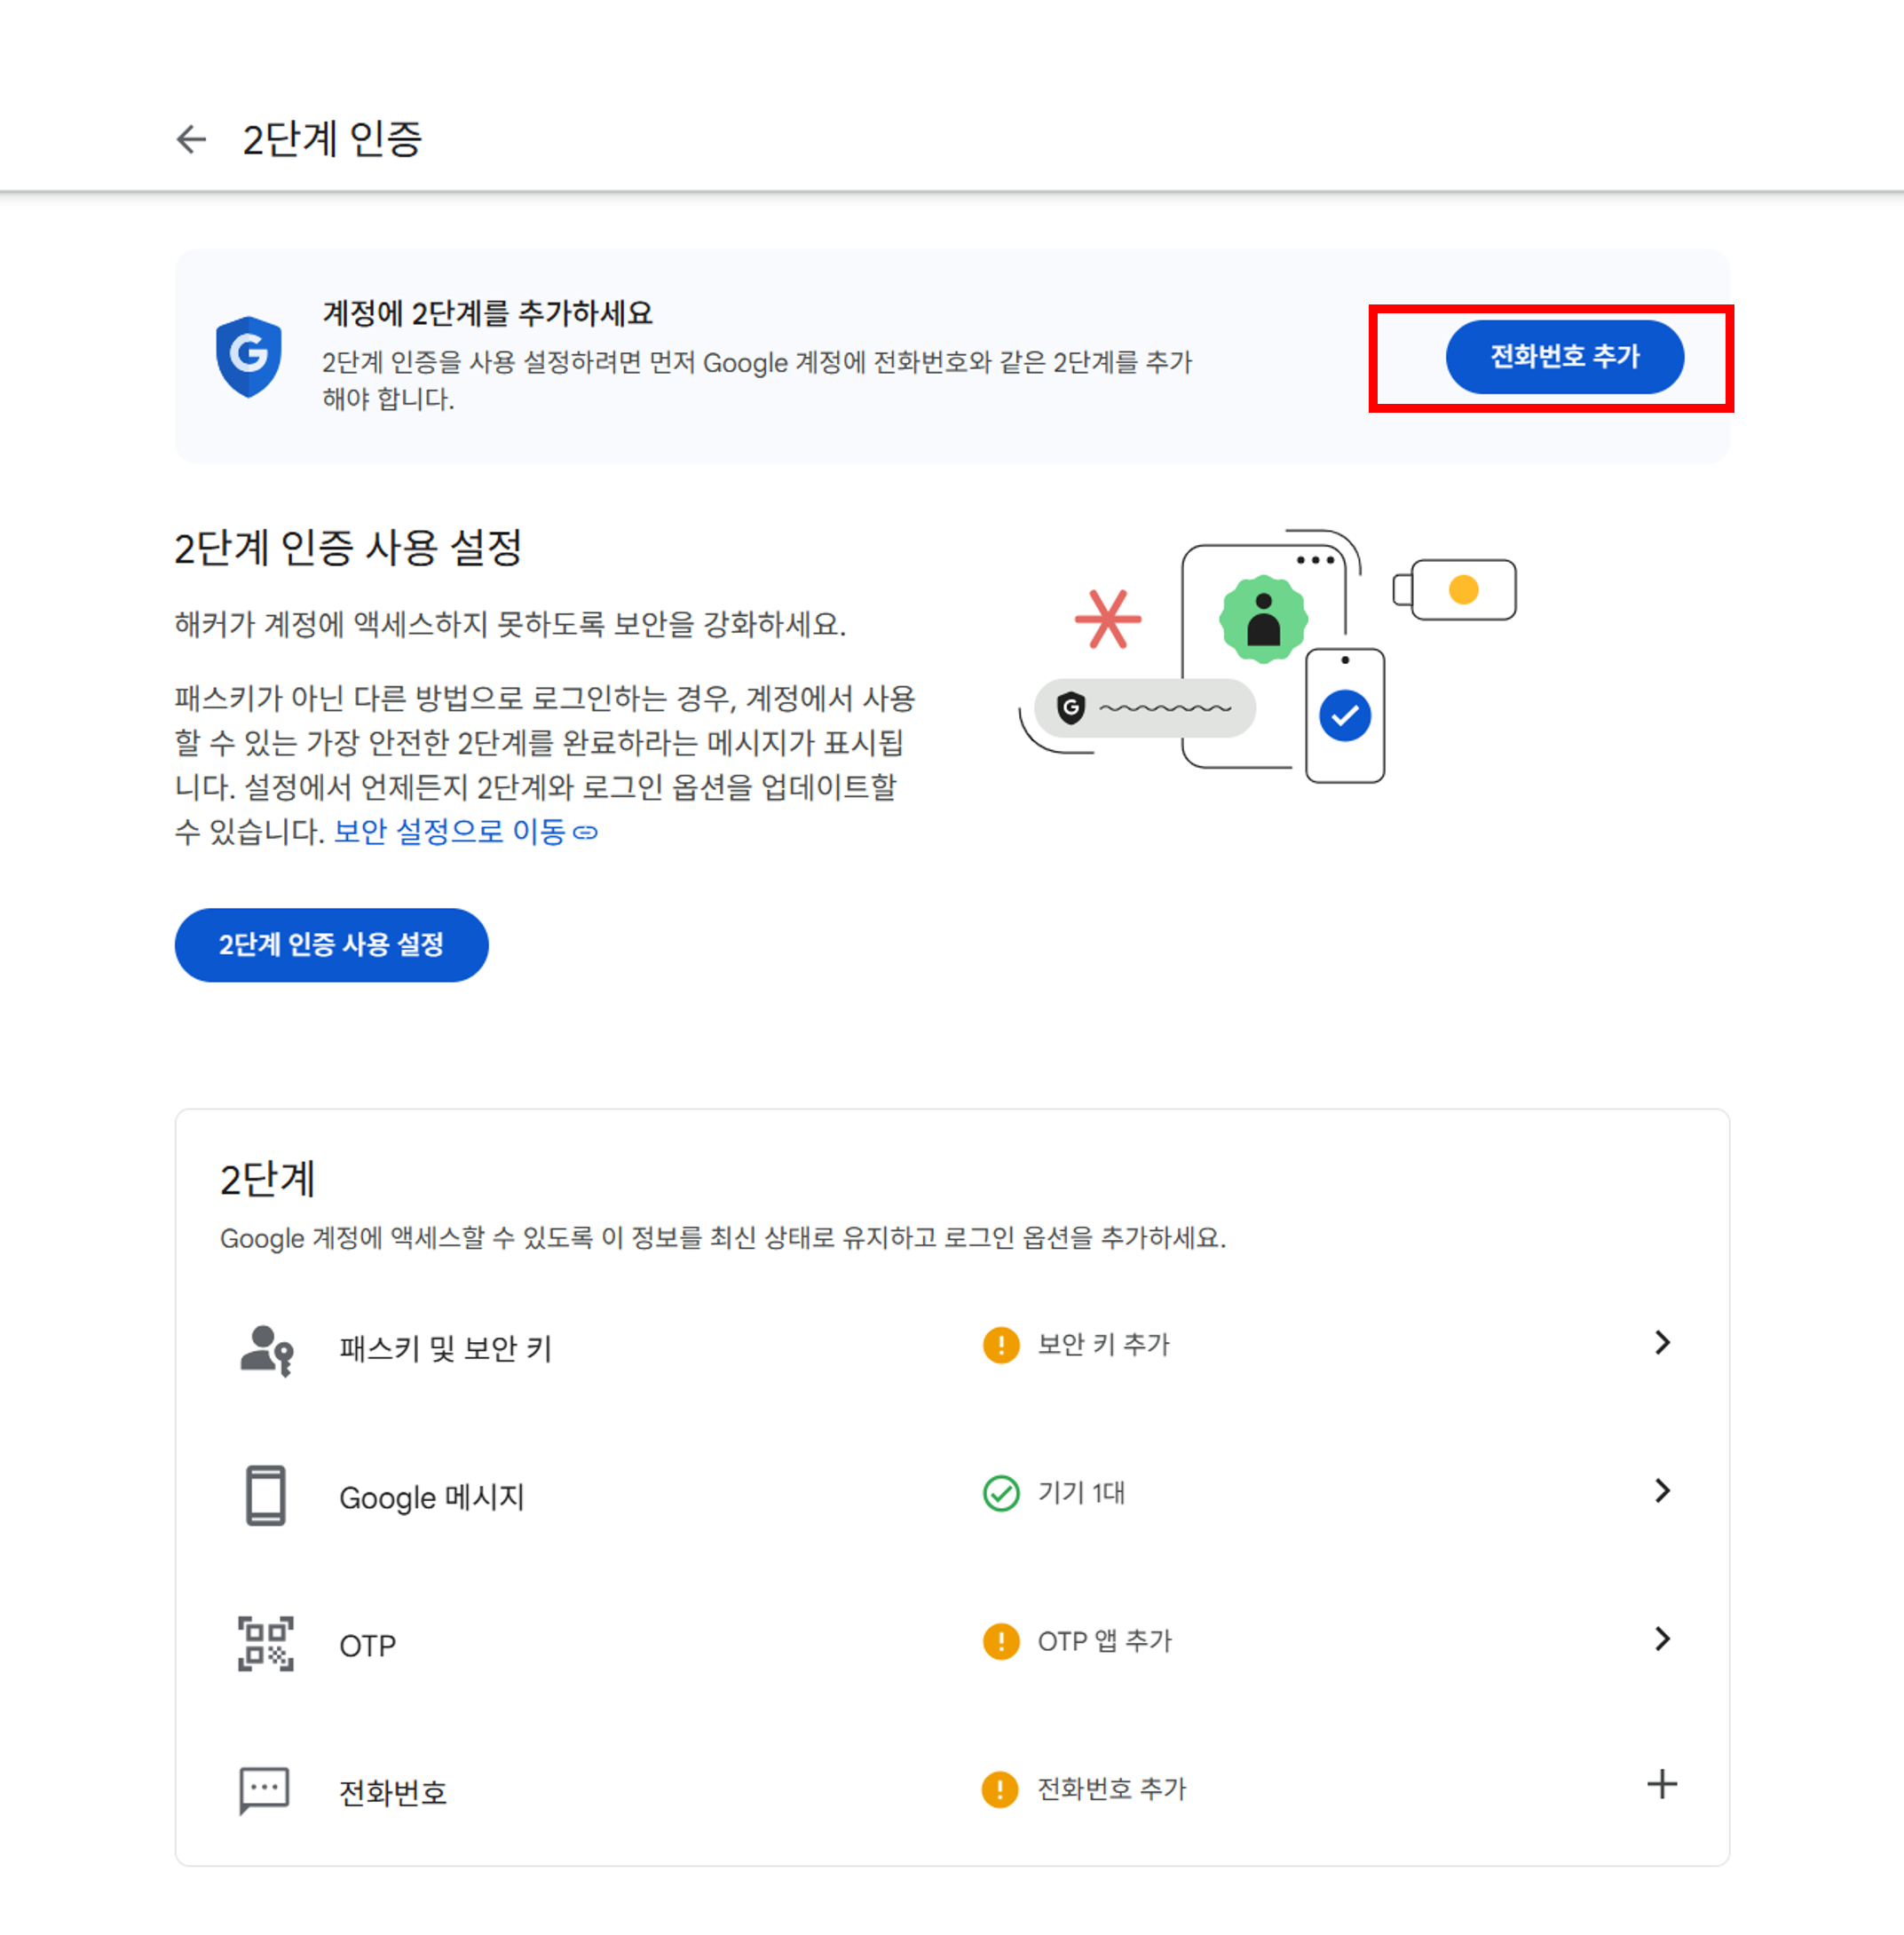 2단계 인증
계정에 2단계를 추가하세요
2단계 인증을 사용 설정하려면 먼저 Google 계정에 전화번호와 같은 2단계를 추가
해야 합니다.
전화번호 추가
2단계 인증 사용 설정
해커가 계정에 액세스하지 못하도록 보안을 강화하세요.
패스키가 아닌 다른 방법으로 로그인하는 경우, 계정에서 사용
할 수 있는 가장 안전한 2단계를 완료하라는 메시지가 표시됩
니다. 설정에서 언제든지 2단계와 로그인 옵션을 업데이트할
수 있습니다. 보안 설정으로 이동
2단계 인증 사용 설정
2단계
Google 계정에 액세스할 수 있도록 이 정보를 최신 상태로 유지하고 로그인 옵션을 추가하세요.
패스키 및 보안 키
보안 키 추가
Google 메시지
기기 1대
OTP
OTP 앱 추가
전화번호
전화번호 추가